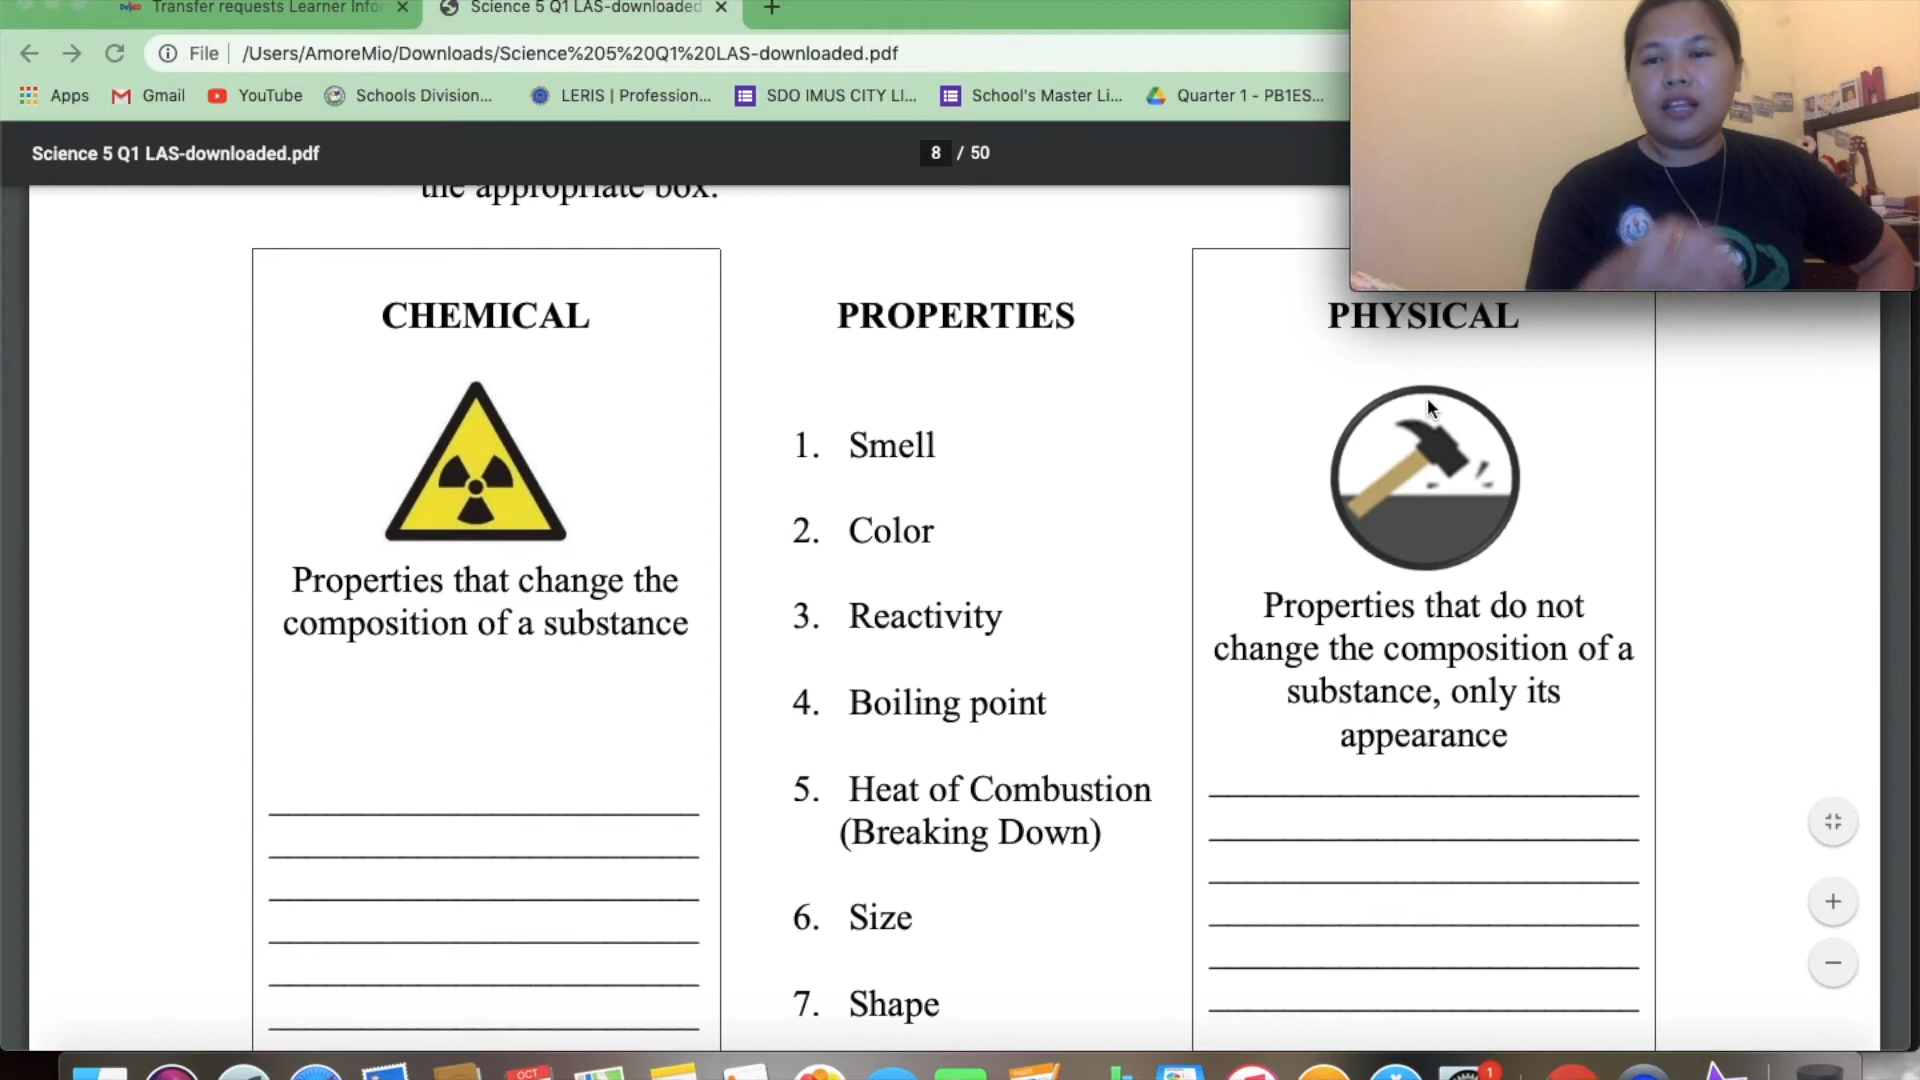 Transfer requests Learner Infor
Science 5 Q1 LAS-downloaded
File /Users/AmoreMio/Downloads/Science%205%20Q1%20LAS-downloaded.pdf
Apps Gmail YouTube Schools Division... LERIS | Profession... SDO IMUS CITY LI... School's Master Li... Quarter 1 - PB1ES...
Science 5 Q1 LAS-downloaded.pdf 8 / 50
the appropriate box.
CHEMICAL
Properties that change the
composition of a substance
PROPERTIES
1. Smell
2. Color
3. Reactivity
4. Boiling point
5. Heat of Combustion
(Breaking Down)
6. Size
7. Shape
PHYSICAL
Properties that do not
change the composition of a
substance, only its
appearance
OCT
1